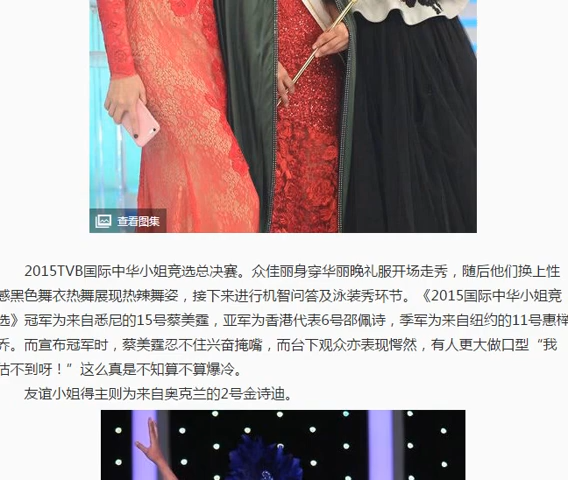 查看图集
2015TVB国际中华小姐竞选总决赛。众佳丽身穿华丽晚礼服开场走秀，随后他们换上性
感黑色舞衣热舞展现热辣舞姿，接下来进行机智问答及泳装秀环节。《2015国际中华小姐竞
选》冠军为来自悉尼的15号蔡美霆，亚军为香港代表6号邵佩诗，季军为来自纽约的11号惠樨
乔。而宣布冠军时，蔡美霆忍不住兴奋掩嘴，而台下观众亦表现愕然，有人更大做口型“我
估不到呀！”这么真是不知算不算爆冷。
友谊小姐得主则为来自奥克兰的2号金诗迪。